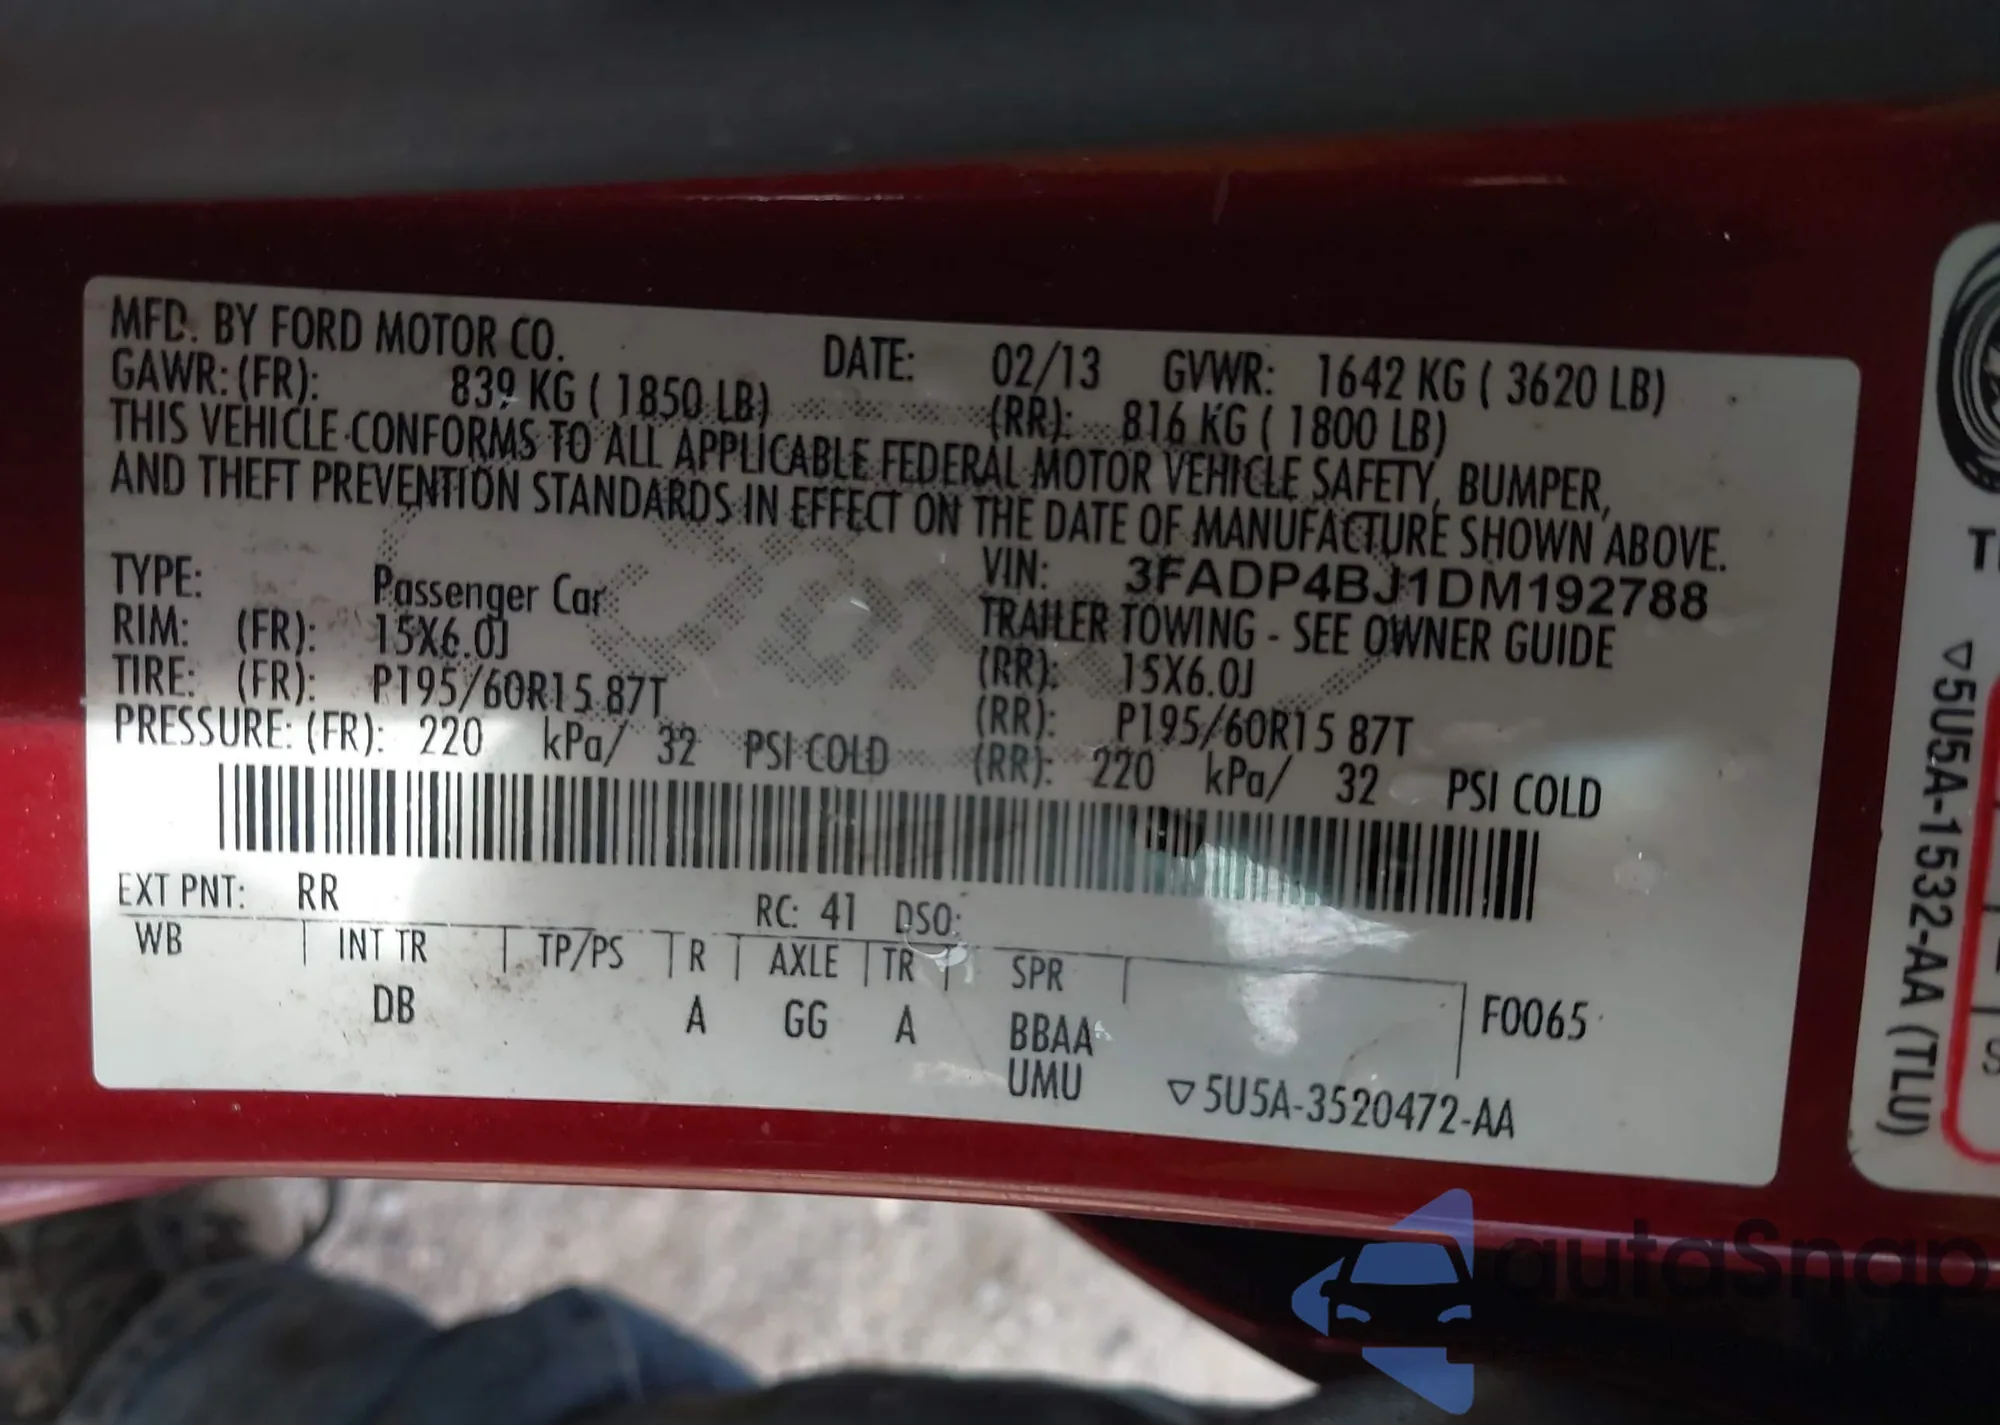 MFD. BY FORD MOTOR CO. DATE: 02/13 GVWR: 1642 KG ( 3620 LB)
GAWR: (FR): 839 KG ( 1850 LB) (RR): 816 KG ( 1800 LB)
THIS VEHICLE CONFORMS TO ALL APPLICABLE FEDERAL MOTOR VEHICLE SAFETY, BUMPER,
AND THEFT PREVENTION STANDARDS IN EFFECT ON THE DATE OF MANUFACTURE SHOWN ABOVE.
VIN: 3FADP4BJ1DM192788
TYPE: Passenger Car TRAILER TOWING - SEE OWNER GUIDE
RIM: (FR): 15X6.0J (RR): 15X6.0J
TIRE: (FR): P195/60R15 87T (RR): P195/60R15 87T
PRESSURE: (FR): 220 kPa/ 32 PSI COLD (RR): 220 kPa/ 32 PSI COLD
EXT PNT: RR RC: 41 DSO:
WB INT TR TP/PS R AXLE TR SPR
DB A GG A BBAA F0065
UMU ▽5U5A-3520472-AA
▽5U5A-1532-AA (TLU)
autaSnap